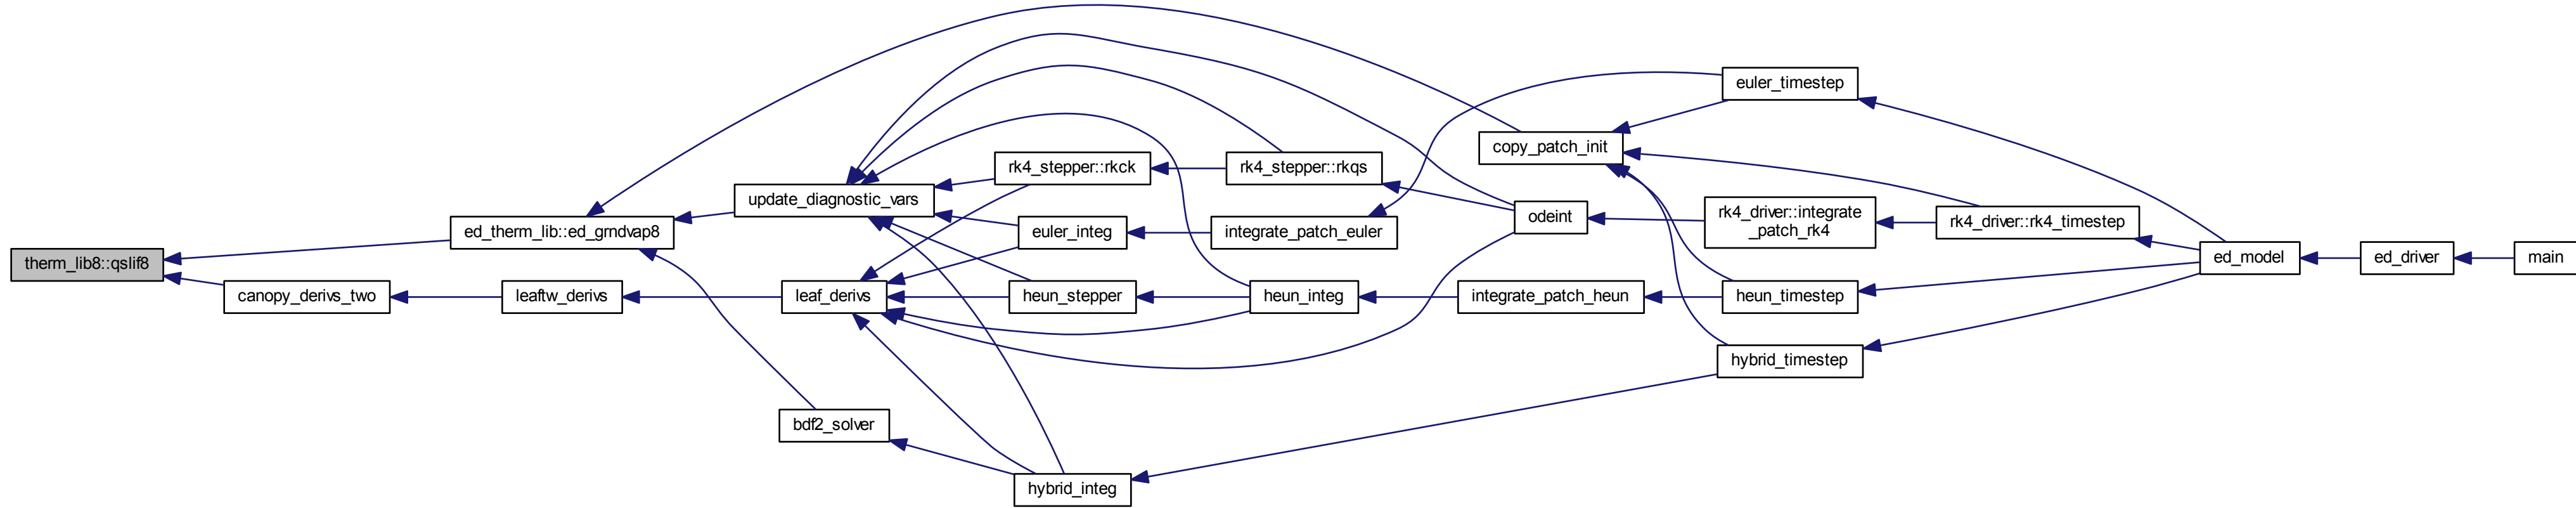 therm_lib8::qslif8
ed_therm_lib::ed_grndvap8
canopy_derivs_two
leaftw_derivs
update_diagnostic_vars
leaf_derivs
bdf2_solver
rk4_stepper::rkck
euler_integ
heun_stepper
hybrid_integ
rk4_stepper::rkqs
integrate_patch_euler
heun_integ
copy_patch_init
odeint
integrate_patch_heun
euler_timestep
rk4_driver::integrate
_patch_rk4
heun_timestep
hybrid_timestep
rk4_driver::rk4_timestep
ed_model
ed_driver
main